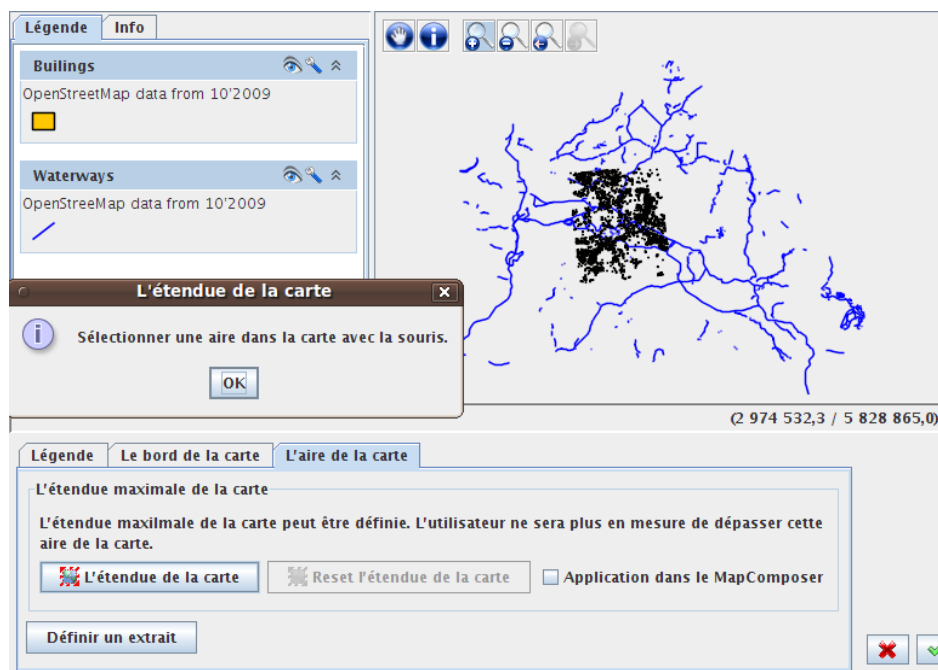 Légende Info
Builings
OpenStreetMap data from 10'2009
Waterways
OpenStreeMap data from 10'2009
L'étendue de la carte
Sélectionner une aire dans la carte avec la souris.
OK
(2 974 532,3 / 5 828 865,0)
Légende Le bord de la carte L'aire de la carte
L'étendue maximale de la carte
L'étendue maxilmale de la carte peut être définie. L'utilisateur ne sera plus en mesure de dépasser cette
aire de la carte.
L'étendue de la carte Reset l'étendue de la carte Application dans le MapComposer
Définir un extrait